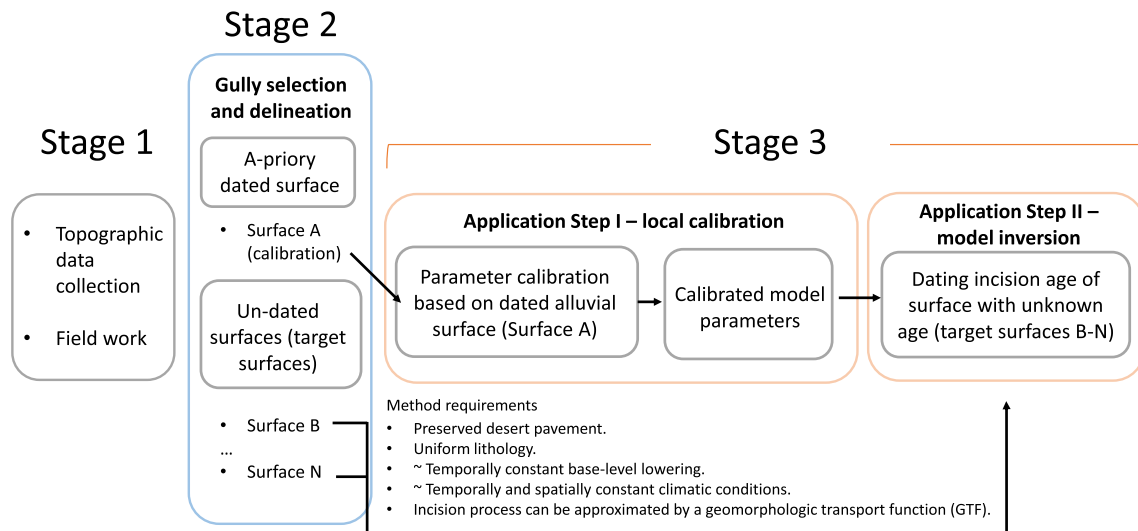 Stage 1
• Topographic
data
collection
• Field work
Stage 2
Gully selection
and delineation
A-priory
dated surface
• Surface A
(calibration)
Un-dated
surfaces (target
surfaces)
• Surface B
...
• Surface N
Stage 3
Application Step I – local calibration
Parameter calibration
based on dated alluvial
surface (Surface A)
Calibrated model
parameters
Application Step II –
model inversion
Dating incision age of
surface with unknown
age (target surfaces B-N)
Method requirements
• Preserved desert pavement.
• Uniform lithology.
• ~ Temporally constant base-level lowering.
• ~ Temporally and spatially constant climatic conditions.
• Incision process can be approximated by a geomorphologic transport function (GTF).